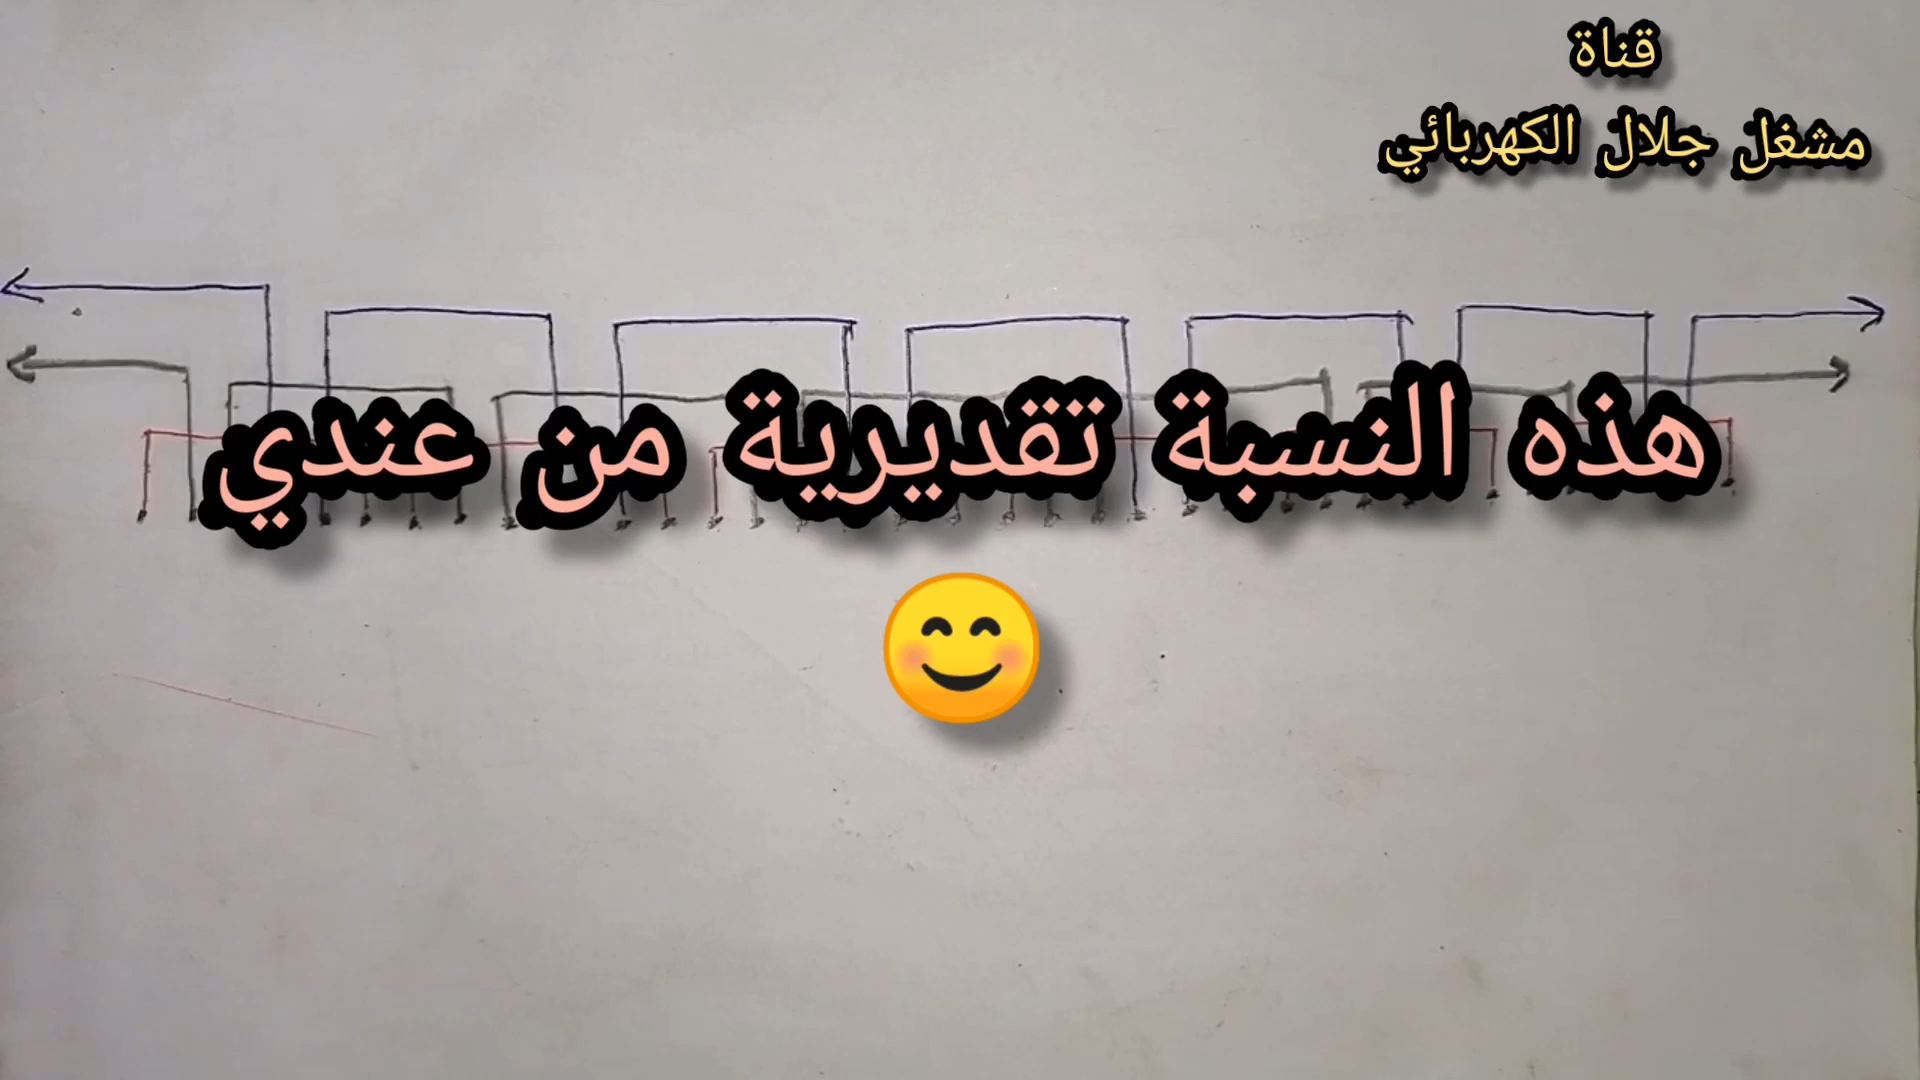 قناة
مشغل جلال الكهربائي
هذه النسبة تقديرية من عندي
😊